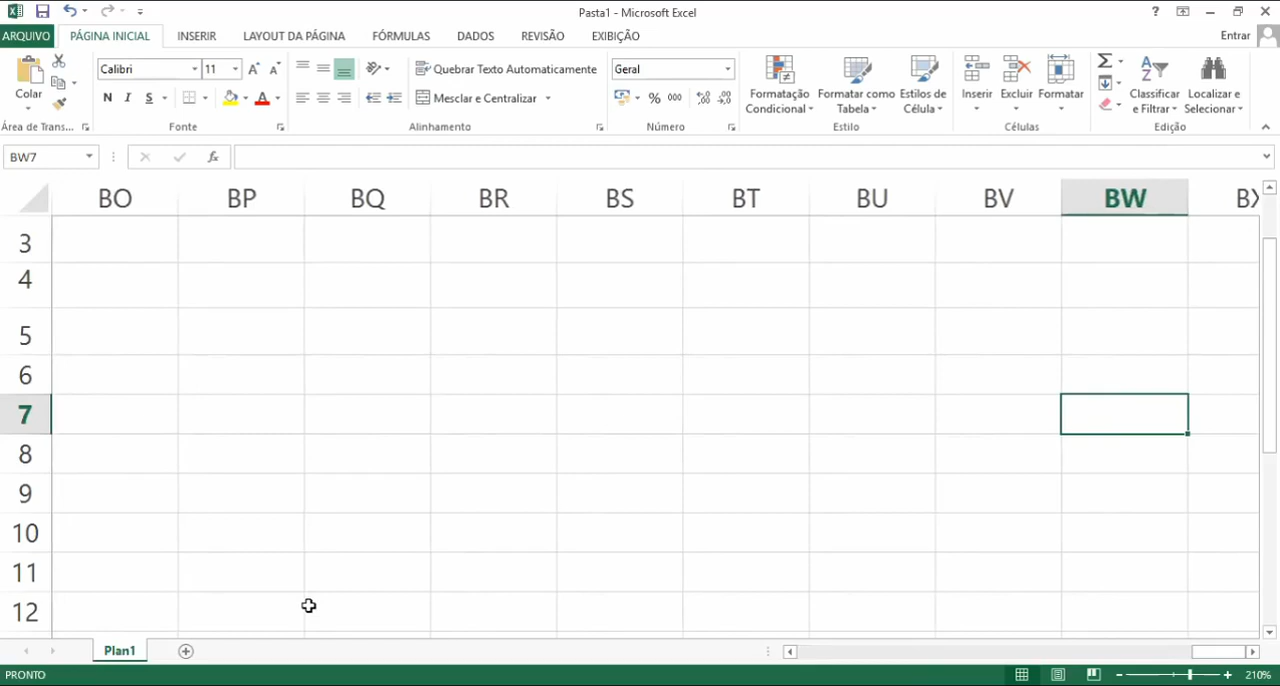 Pasta1 - Microsoft Excel
?
ARQUIVO PÁGINA INICIAL INSERIR LAYOUT DA PÁGINA FÓRMULAS DADOS REVISÃO EXIBIÇÃO Entrar
Colar
Calibri 11
N I S
Quebrar Texto Automaticamente
Mesclar e Centralizar
Geral
% 000
Formatação Condicional
Formatar como Tabela
Estilos de Célula
Inserir Excluir Formatar
Classificar e Filtrar
Localizar e Selecionar
Área de Trans... Fonte Alinhamento Número Estilo Células Edição
BW7 fx
BO BP BQ BR BS BT BU BV BW BX
3
4
5
6
7
8
9
10
11
12
Plan1
PRONTO 210%